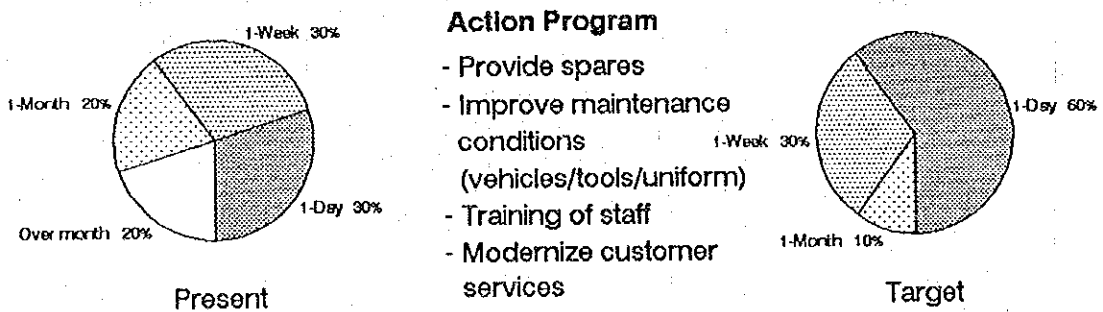 1-Week 30%
1-Month 20%
Over month 20%
1-Day 30%
Present
Action Program
- Provide spares
- Improve maintenance
conditions
(vehicles/tools/uniform)
- Training of staff
- Modernize customer
services
1-Day 60%
1-Week 30%
1-Month 10%
Target